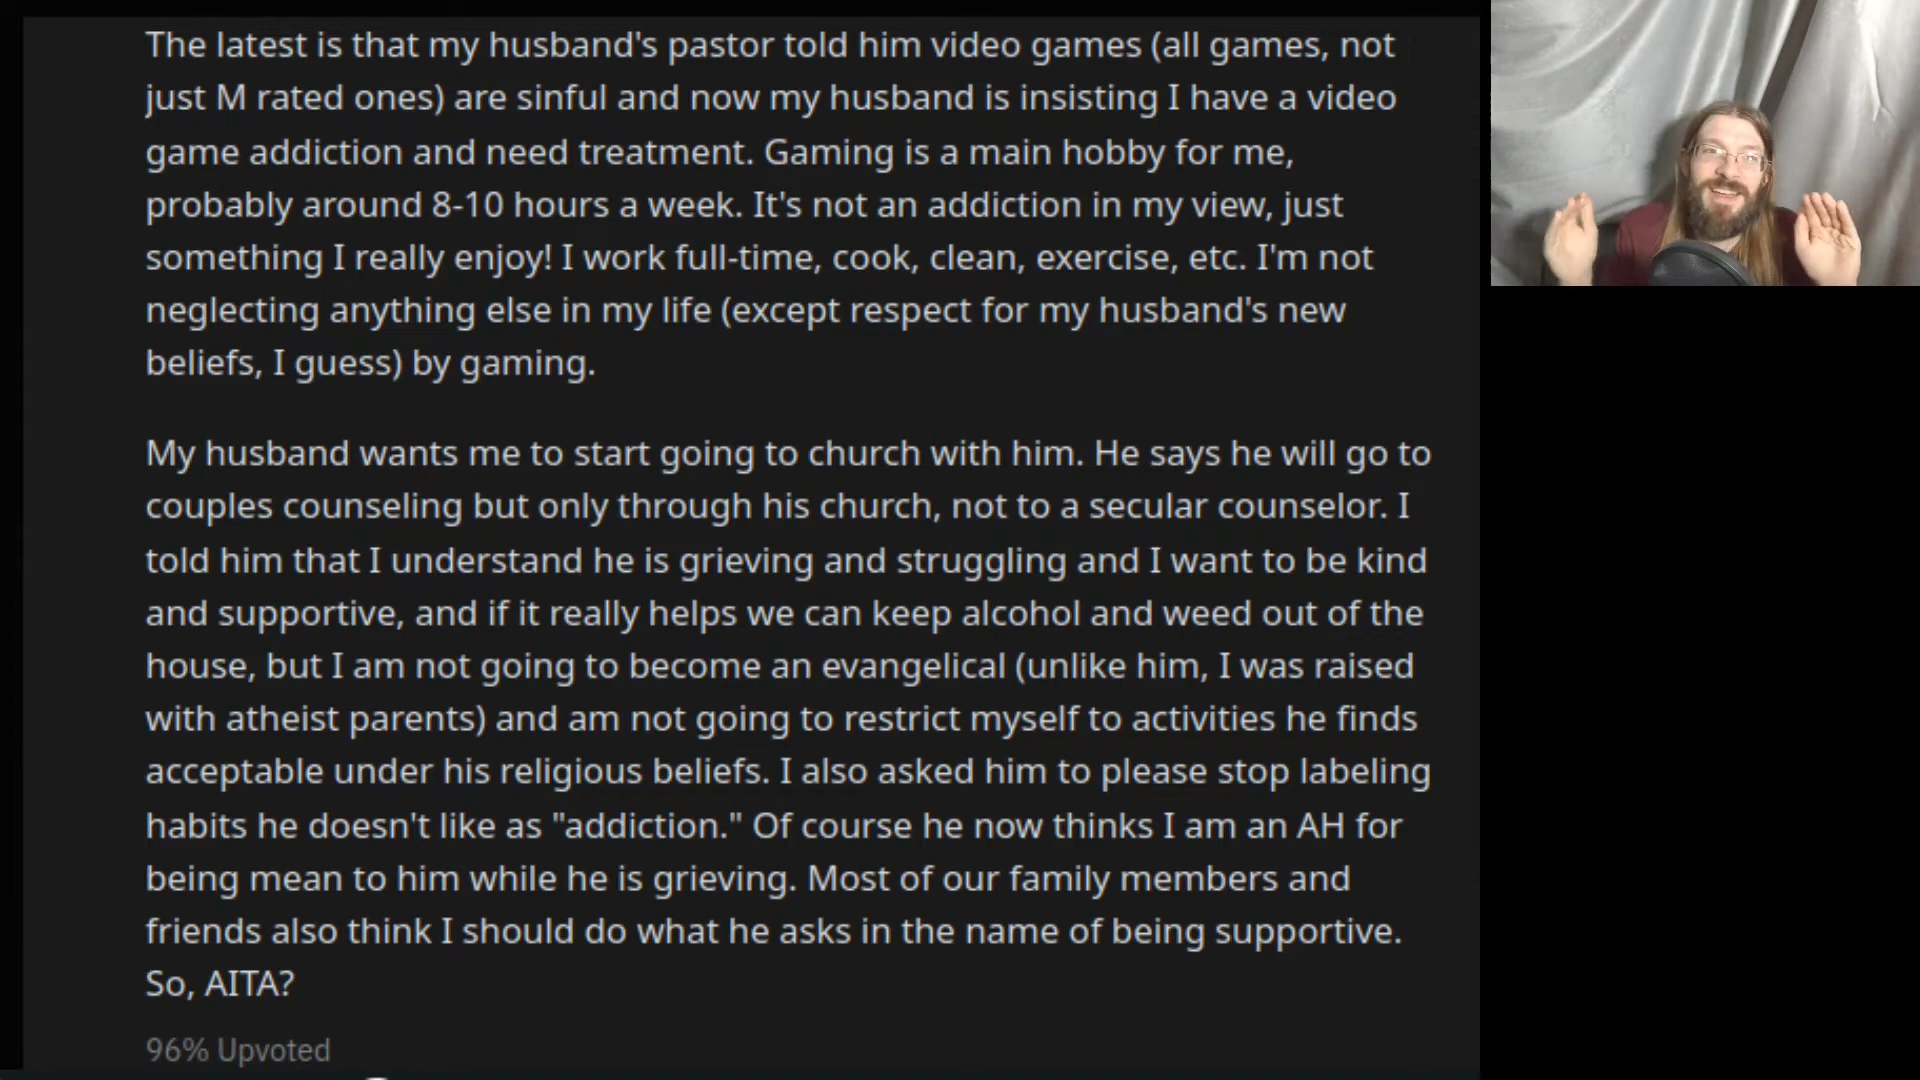 The latest is that my husband's pastor told him video games (all games, not
just M rated ones) are sinful and now my husband is insisting I have a video
game addiction and need treatment. Gaming is a main hobby for me,
probably around 8-10 hours a week. It's not an addiction in my view, just
something I really enjoy! I work full-time, cook, clean, exercise, etc. I'm not
neglecting anything else in my life (except respect for my husband's new
beliefs, I guess) by gaming.
My husband wants me to start going to church with him. He says he will go to
couples counseling but only through his church, not to a secular counselor. I
told him that I understand he is grieving and struggling and I want to be kind
and supportive, and if it really helps we can keep alcohol and weed out of the
house, but I am not going to become an evangelical (unlike him, I was raised
with atheist parents) and am not going to restrict myself to activities he finds
acceptable under his religious beliefs. I also asked him to please stop labeling
habits he doesn't like as "addiction." Of course he now thinks I am an AH for
being mean to him while he is grieving. Most of our family members and
friends also think I should do what he asks in the name of being supportive.
So, AITA?
96% Upvoted